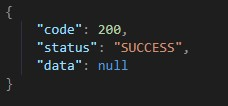 {
    "code": 200,
    "status": "SUCCESS",
    "data": null
}